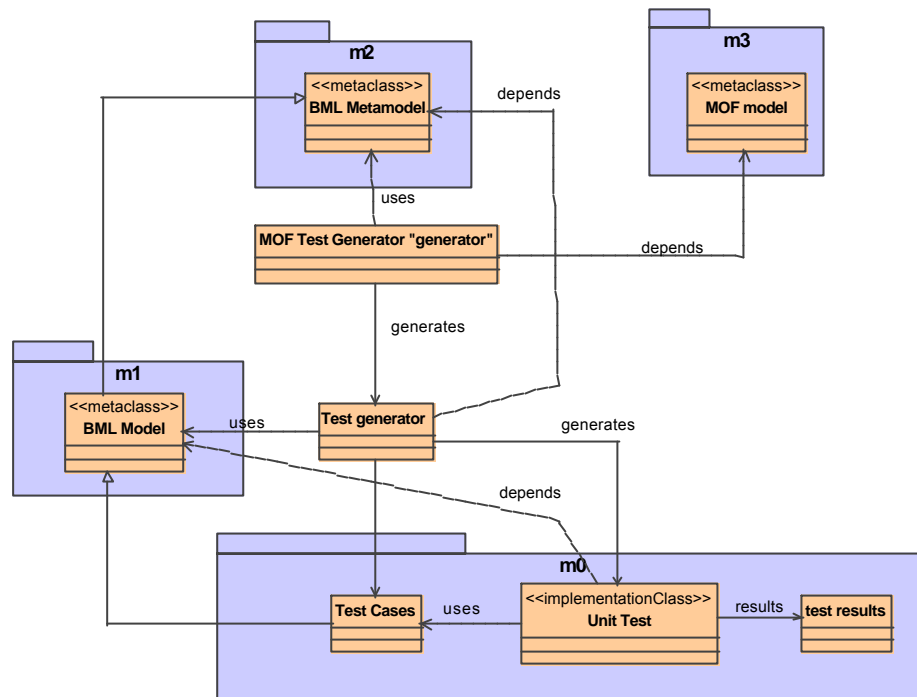 m2
m3
<<metaclass>>
BML Metamodel
depends
<<metaclass>>
MOF model
uses
MOF Test Generator "generator"
depends
generates
m1
<<metaclass>>
BML Model
uses
Test generator
generates
depends
m0
Test Cases
uses
<<implementationClass>>
Unit Test
results
test results